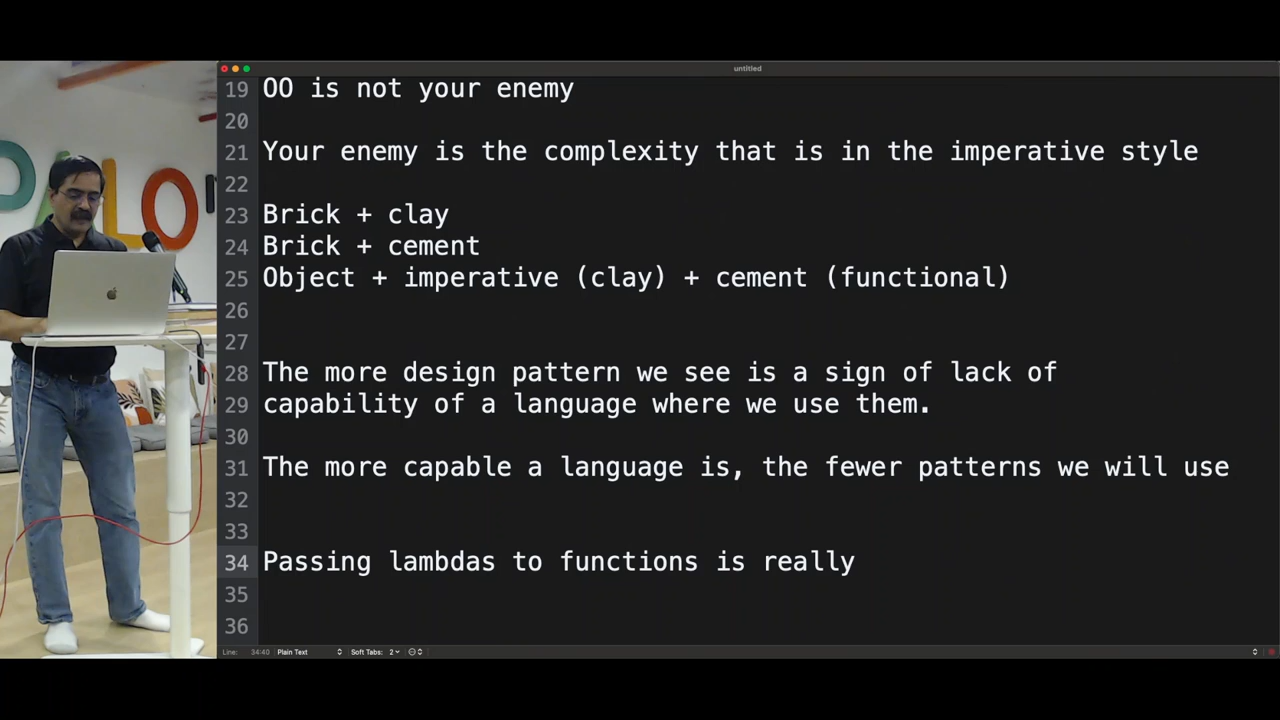 PALO
untitled
19 OO is not your enemy
20
21 Your enemy is the complexity that is in the imperative style
22
23 Brick + clay
24 Brick + cement
25 Object + imperative (clay) + cement (functional)
26
27
28 The more design pattern we see is a sign of lack of
29 capability of a language where we use them.
30
31 The more capable a language is, the fewer patterns we will use
32
33
34 Passing lambdas to functions is really
35
36
Line: 34:40 Plain Text Soft Tabs: 2